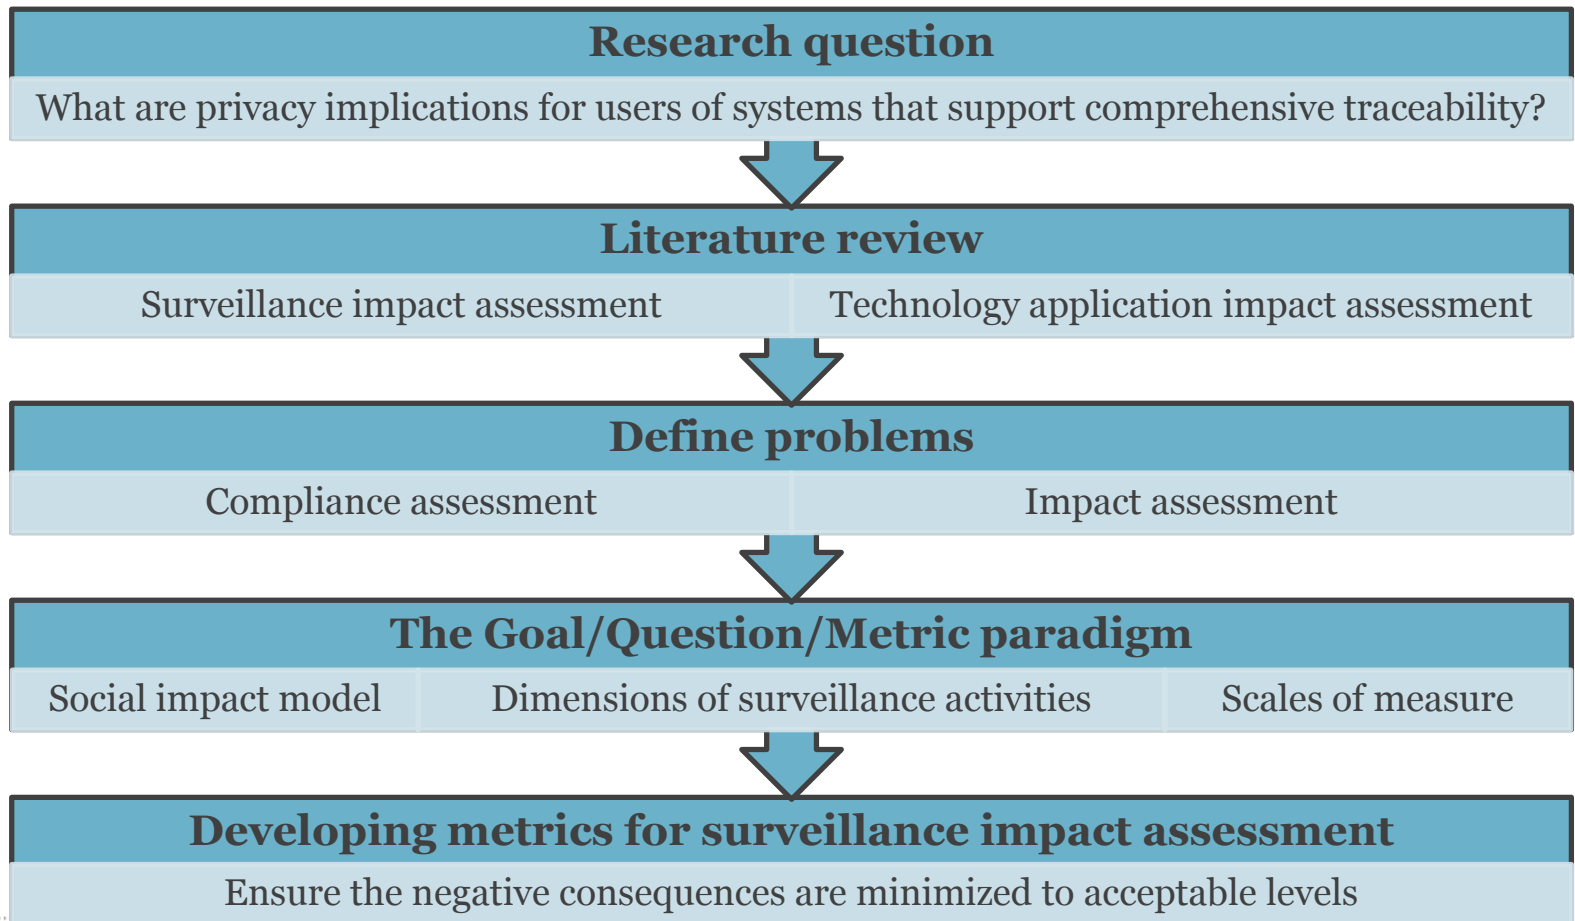 Research question
What are privacy implications for users of systems that support comprehensive traceability?
Literature review
Surveillance impact assessment
Technology application impact assessment
Define problems
Compliance assessment
Impact assessment
The Goal/Question/Metric paradigm
Social impact model
Dimensions of surveillance activities
Scales of measure
Developing metrics for surveillance impact assessment
Ensure the negative consequences are minimized to acceptable levels